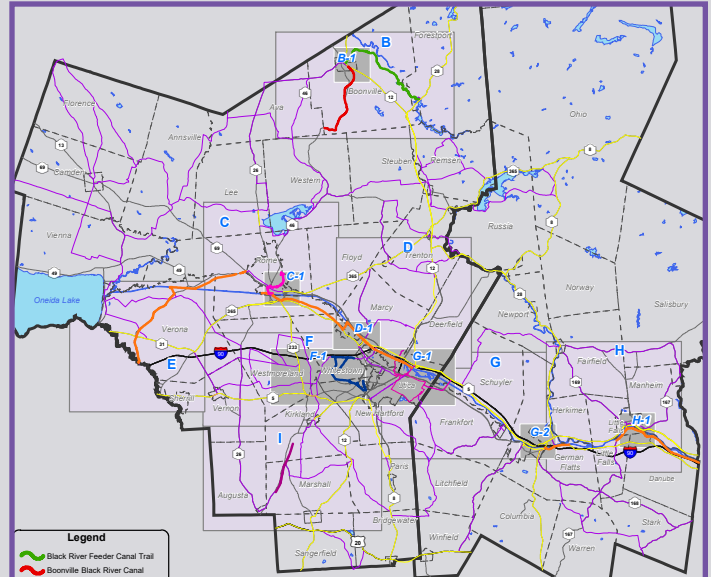 Forestport
B
B-1
28
Florence
46
Boonville
12
Ohio
Ava
13
Annsville
8
69
Camden
Steuben
Remsen
26
365
Western
Lee
C
Vienna
46
Russia
8
69
D
Floyd
Trenton
49
49
Rome
C-1
365
12
28
Norway
Oneida Lake
Salisbury
365
Marcy
Newport
Verona
D-1
Deerfield
31
F
H
E
90
233
F-1
G-1
G
Fairfield
Whitestown
Westmoreland
Utica
Schuyler
169
Manheim
Sherrill
5
5
167
Vernon
Kirkland
New Hartford
Herkimer
Little Falls
H-1
Frankfort
G-2
I
12
German Flatts
Little Falls
90
26
Paris
Danube
Augusta
Marshall
Litchfield
8
168
Columbia
Stark
Bridgewater
Winfield
167
Legend
20
Warren
Black River Feeder Canal Trail
Sangerfield
Boonville Black River Canal